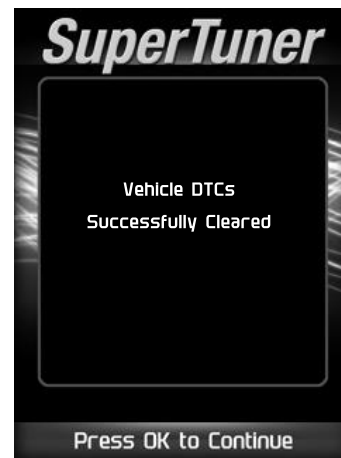 SuperTuner
Vehicle DTCs
Successfully Cleared
Press OK to Continue